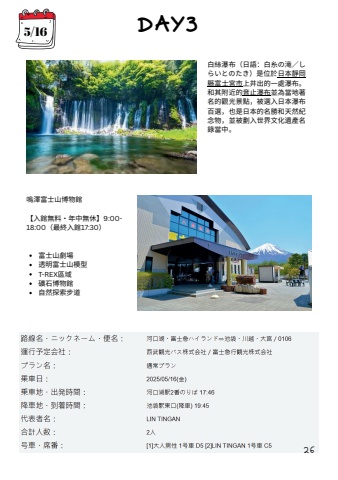 5/16
DAY3
白絲瀑布（日語：白糸の滝／し
らいとのたき）是位於日本靜岡
縣富士宮市上井出的一處瀑布。
和其附近的音止瀑布並為當地著
名的觀光景點，被選入日本瀑布
百選，也是日本的名勝和天然紀
念物，並被劃入世界文化遺產名
錄當中。
鳴澤富士山博物館
【入館無料・年中無休】9:00-
18:00（最終入館17:30）
• 富士山劇場
• 透明富士山模型
• T-REX區域
• 礦石博物館
• 自然探索步道
路線名・ニックネーム・便名： 河口湖・富士急ハイランド⇒池袋・川越・大宮 / 0106
運行予定会社： 西武観光バス株式会社 / 富士急行観光株式会社
プラン名： 通常プラン
乗車日： 2025/05/16(金)
乗車地・出発時間： 河口湖駅2番のりば 17:46
降車地・到着時間： 池袋駅東口(降車) 19:45
代表者名： LIN TINGAN
合計人数： 2人
号車・席番： [1]大人男性 1号車 D5 [2]LIN TINGAN 1号車 C5
26